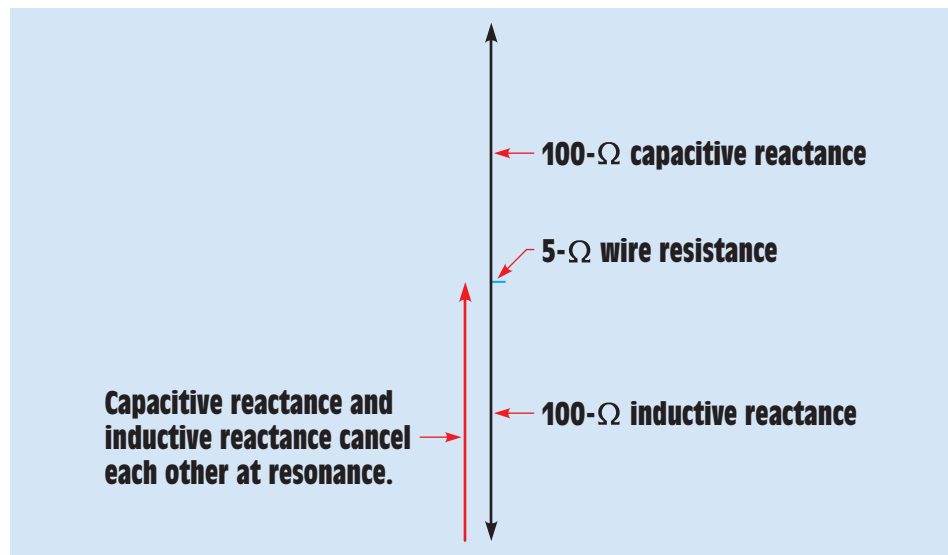 100-Ω capacitive reactance
5-Ω wire resistance
100-Ω inductive reactance
Capacitive reactance and
inductive reactance cancel
each other at resonance.